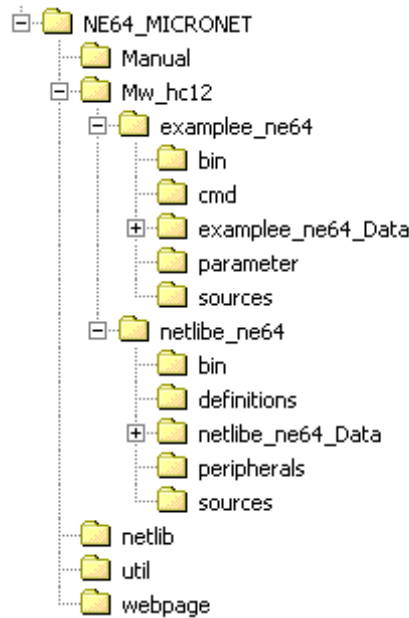 NE64_MICRONET
Manual
Mw_hc12
examplee_ne64
bin
cmd
examplee_ne64_Data
parameter
sources
netlibe_ne64
bin
definitions
netlibe_ne64_Data
peripherals
sources
netlib
util
webpage